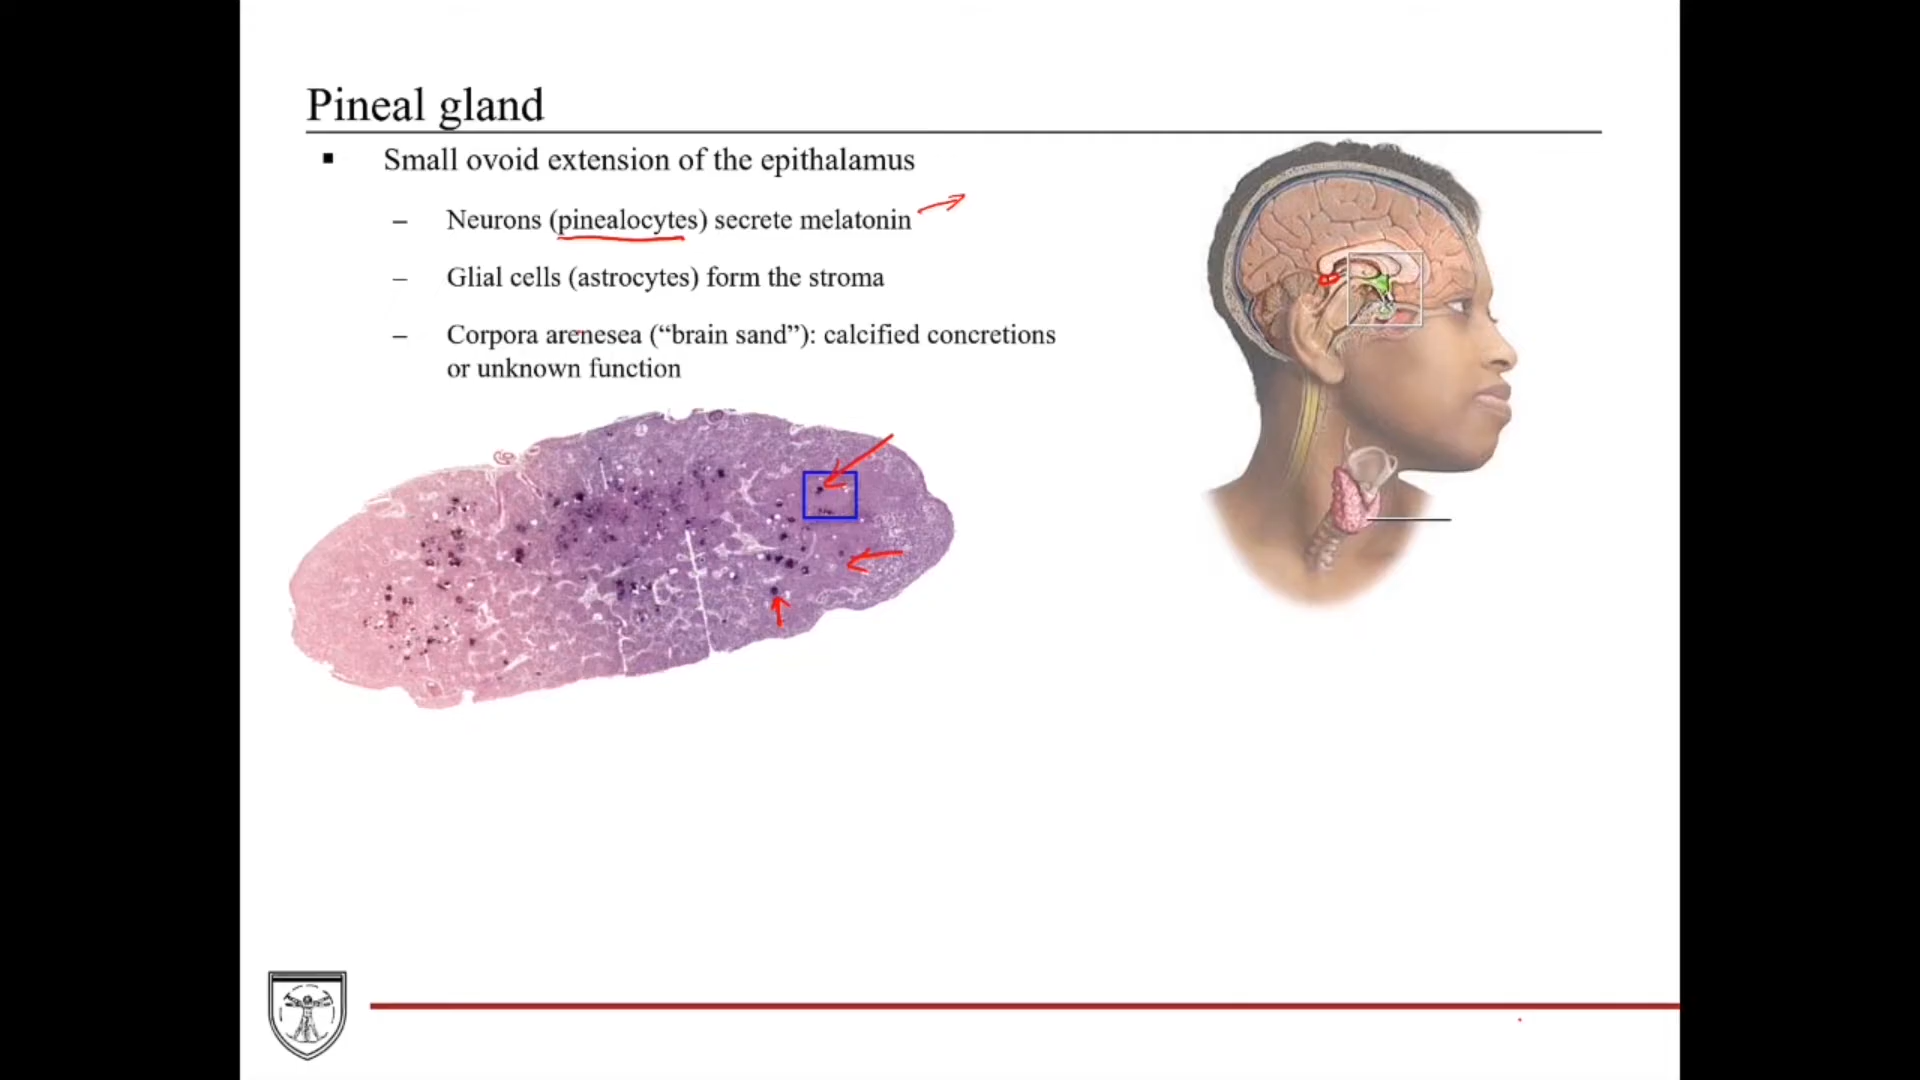 Pineal gland
▪ Small ovoid extension of the epithalamus
– Neurons (pinealocytes) secrete melatonin
– Glial cells (astrocytes) form the stroma
– Corpora arenesea (“brain sand”): calcified concretions
or unknown function